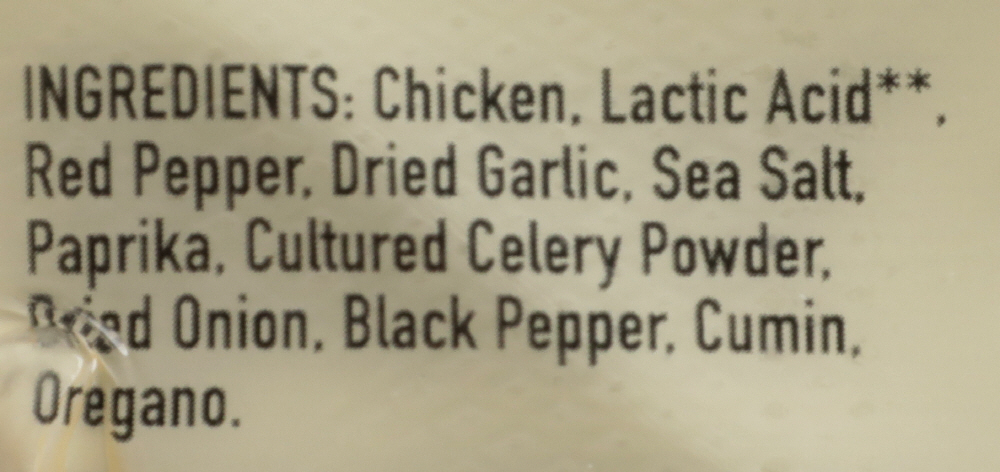 INGREDIENTS: Chicken, Lactic Acid**,
Red Pepper, Dried Garlic, Sea Salt,
Paprika, Cultured Celery Powder,
Dried Onion, Black Pepper, Cumin,
Oregano.